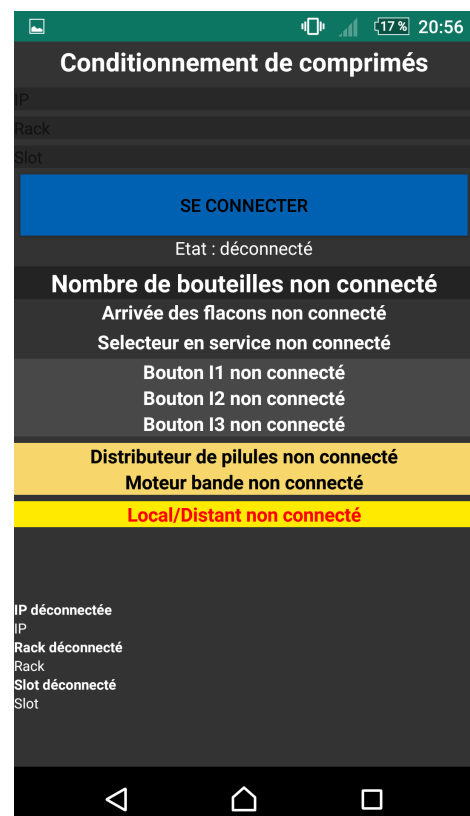 17% 20:56
Conditionnement de comprimés
IP
Rack
Slot
SE CONNECTER
Etat : déconnecté
Nombre de bouteilles non connecté
Arrivée des flacons non connecté
Selecteur en service non connecté
Bouton I1 non connecté
Bouton I2 non connecté
Bouton I3 non connecté
Distributeur de pilules non connecté
Moteur bande non connecté
Local/Distant non connecté
IP déconnectée
IP
Rack déconnecté
Rack
Slot déconnecté
Slot